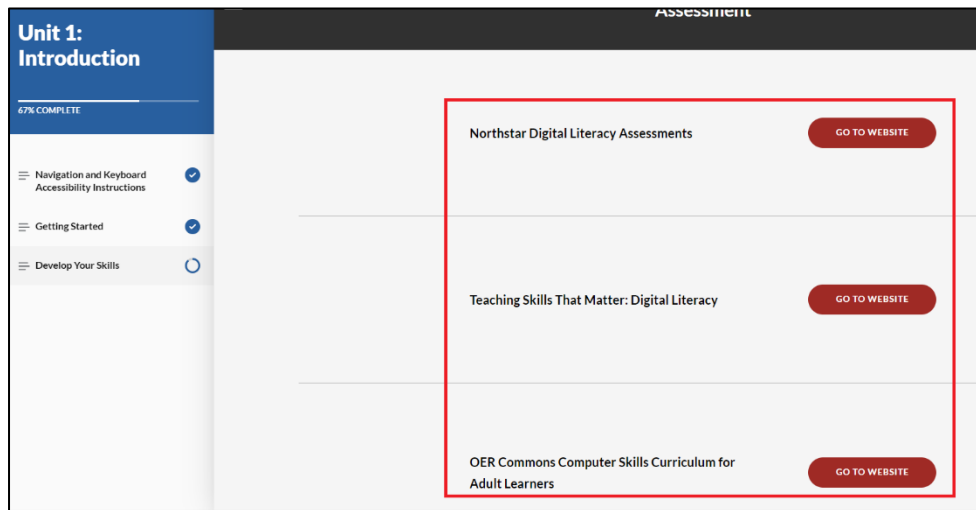 Unit 1:
Introduction
67% COMPLETE
Navigation and Keyboard
Accessibility Instructions
Getting Started
Develop Your Skills
Assessment
Northstar Digital Literacy Assessments
GO TO WEBSITE
Teaching Skills That Matter: Digital Literacy
GO TO WEBSITE
OER Commons Computer Skills Curriculum for
Adult Learners
GO TO WEBSITE